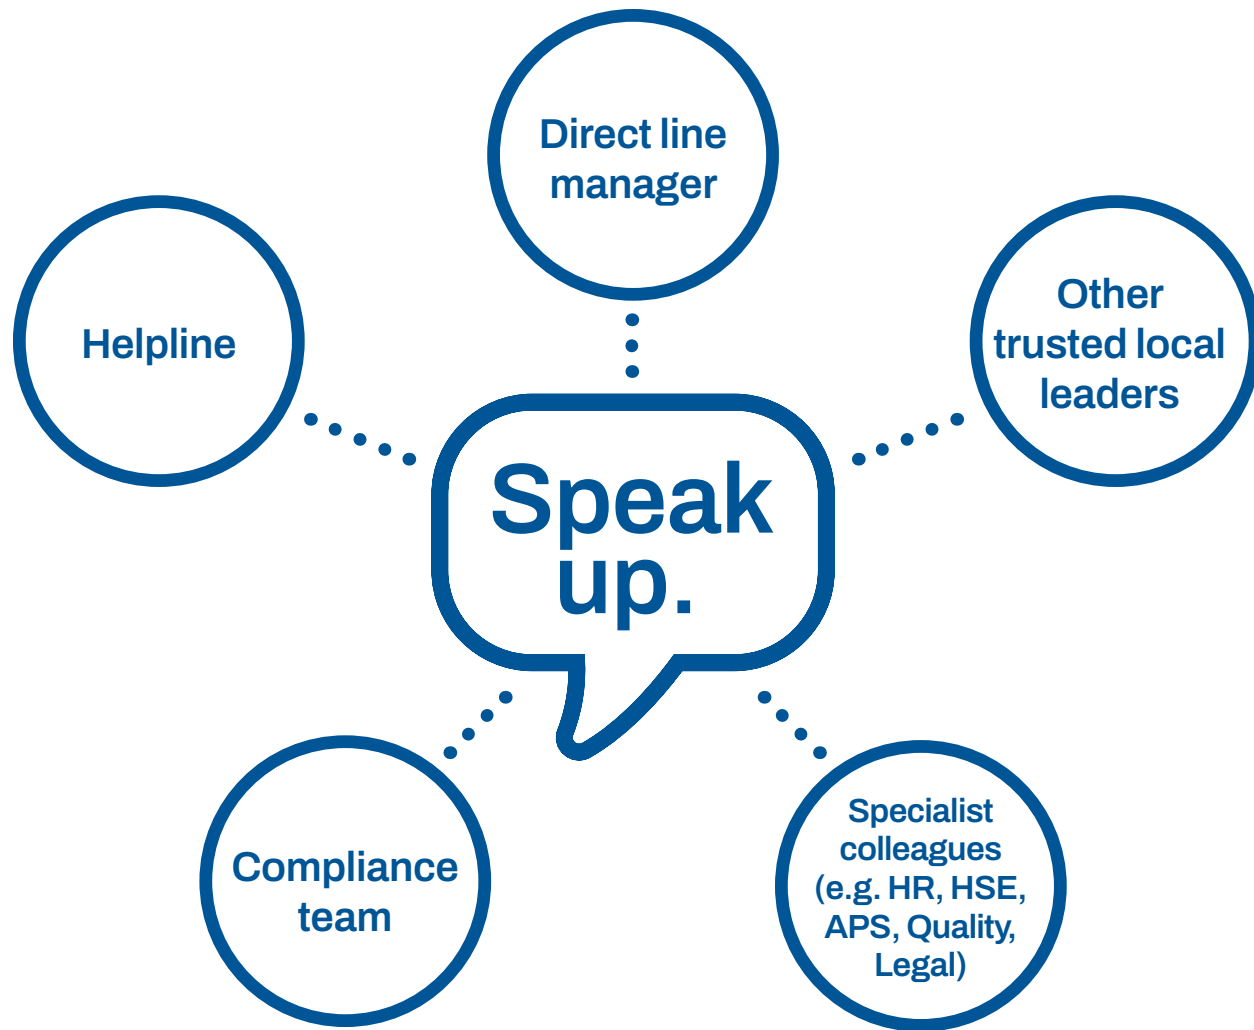 Direct line
manager
Helpline
Other
trusted local
leaders
Speak
up.
Compliance
team
Specialist
colleagues
(e.g. HR, HSE,
APS, Quality,
Legal)